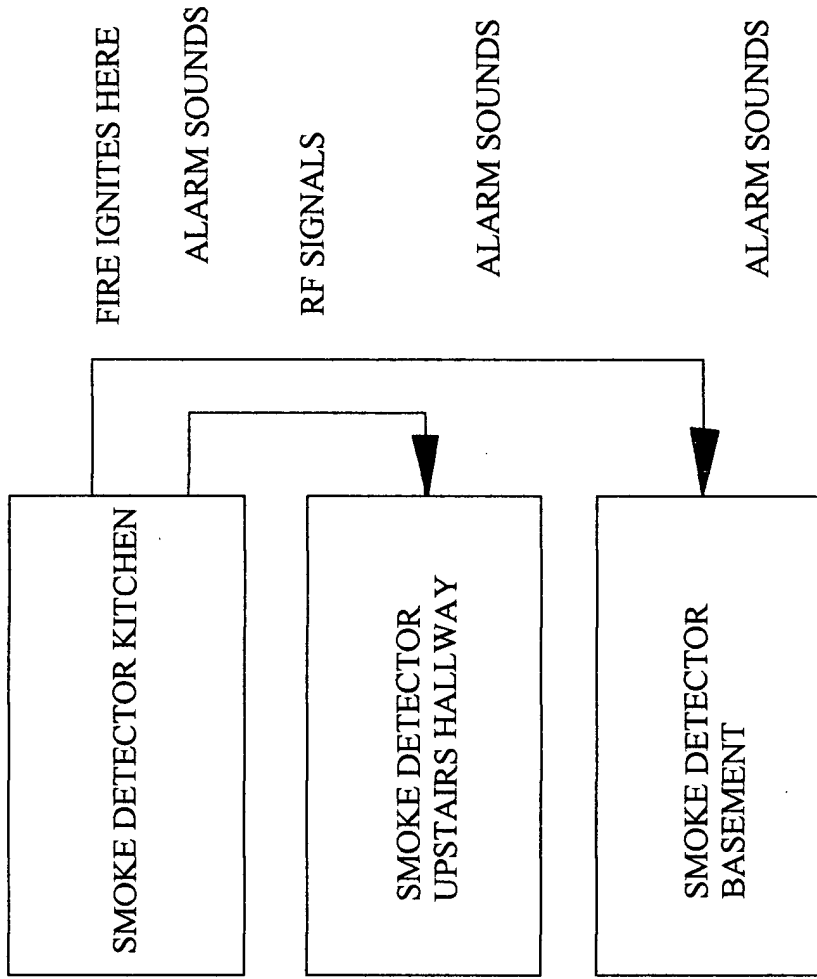 SMOKE DETECTOR KITCHEN
FIRE IGNITES HERE
ALARM SOUNDS
RF SIGNALS
SMOKE DETECTOR
UPSTAIRS HALLWAY
ALARM SOUNDS
SMOKE DETECTOR
BASEMENT
ALARM SOUNDS